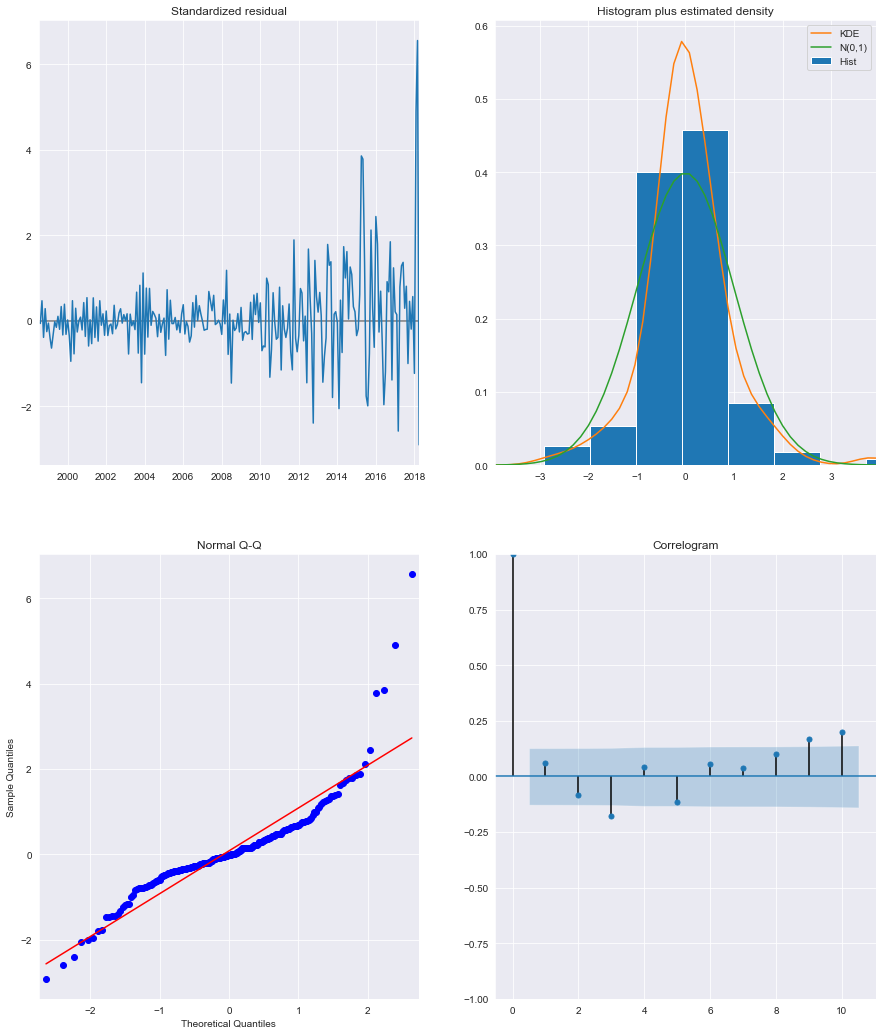 Standardized residual
6
4
2
0
−2
2000 2002 2004 2006 2008 2010 2012 2014 2016 2018
Histogram plus estimated density
KDE
N(0,1)
Hist
0.6
0.5
0.4
0.3
0.2
0.1
0.0
−3 −2 −1 0 1 2 3
Normal Q-Q
Sample Quantiles
6
4
2
0
−2
−2 −1 0 1 2
Theoretical Quantiles
Correlogram
1.00
0.75
0.50
0.25
0.00
−0.25
−0.50
−0.75
−1.00
0 2 4 6 8 10